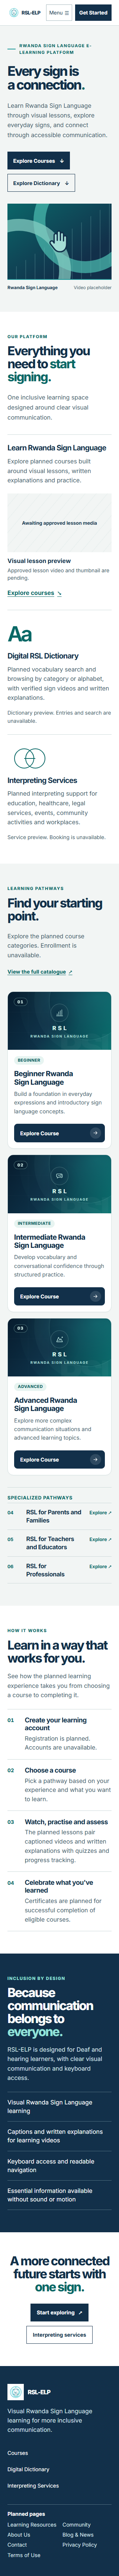 RSL-ELP
Menu
Get Started
RWANDA SIGN LANGUAGE E-
LEARNING PLATFORM
Every sign is
a connection.
Learn Rwanda Sign Language
through visual lessons, explore
everyday signs, and connect
through accessible communication.
Explore Courses ↓
Explore Dictionary ↓
Rwanda Sign Language
Video placeholder
OUR PLATFORM
Everything you
need to start
signing.
One inclusive learning space
designed around clear visual
communication.
Learn Rwanda Sign Language
Explore planned courses built
around visual lessons, written
explanations and practice.
Awaiting approved lesson media
Visual lesson preview
Approved lesson video and thumbnail are
pending.
Explore courses ↘
Aa
Digital RSL Dictionary
Planned vocabulary search and
browsing by category or alphabet,
with verified sign videos and written
explanations.
Dictionary preview. Entries and search are
unavailable.
Interpreting Services
Planned interpreting support for
education, healthcare, legal
services, events, community
activities and workplaces.
Service preview. Booking is unavailable.
LEARNING PATHWAYS
Find your starting
point.
Explore the planned course
categories. Enrollment is
unavailable.
View the full catalogue ↗
01
RSL
RWANDA SIGN LANGUAGE
BEGINNER
Beginner Rwanda
Sign Language
Build a foundation in everyday
expressions and introductory sign
language concepts.
Explore Course →
02
RSL
RWANDA SIGN LANGUAGE
INTERMEDIATE
Intermediate Rwanda
Sign Language
Develop vocabulary and
conversational confidence through
structured practice.
Explore Course →
03
RSL
RWANDA SIGN LANGUAGE
ADVANCED
Advanced Rwanda
Sign Language
Explore more complex
communication situations and
advanced learning topics.
Explore Course →
SPECIALIZED PATHWAYS
04 RSL for Parents and Explore ↗
Families
05 RSL for Teachers Explore ↗
and Educators
06 RSL for Explore ↗
Professionals
HOW IT WORKS
Learn in a way that
works for you.
See how the planned learning
experience takes you from choosing
a course to completing it.
01 Create your learning
account
Registration is planned.
Accounts are unavailable.
02 Choose a course
Pick a pathway based on your
experience and what you want
to learn.
03 Watch, practise and assess
The planned lessons pair
captioned videos and written
explanations with quizzes and
progress tracking.
04 Celebrate what you've
learned
Certificates are planned for
successful completion of
eligible courses.
INCLUSION BY DESIGN
Because
communication
belongs to
everyone.
RSL-ELP is designed for Deaf and
hearing learners, with clear visual
communication and keyboard
access.
Visual Rwanda Sign Language
learning
Captions and written explanations
for learning videos
Keyboard access and readable
navigation
Essential information available
without sound or motion
A more connected
future starts with
one sign.
Start exploring ↗
Interpreting services
RSL-ELP
Visual Rwanda Sign Language
learning for more inclusive
communication.
Courses
Digital Dictionary
Interpreting Services
Planned pages
Learning Resources
Community
About Us
Blog & News
Contact
Privacy Policy
Terms of Use